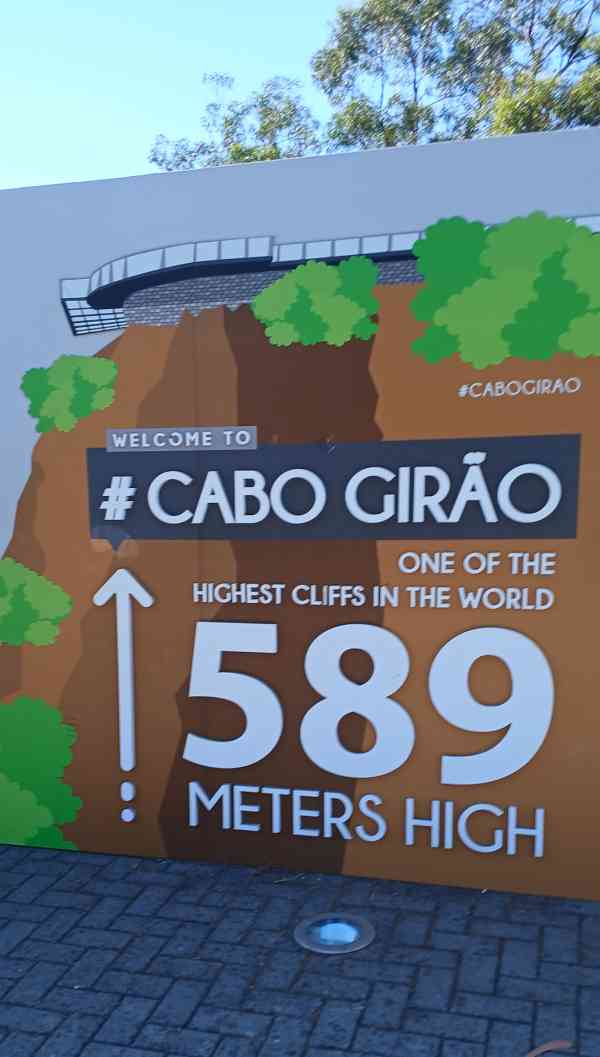 #CABOGIRAO
WELCOME TO
# CABO GIRÃO
ONE OF THE
HIGHEST CLIFFS IN THE WORLD
589
METERS HIGH